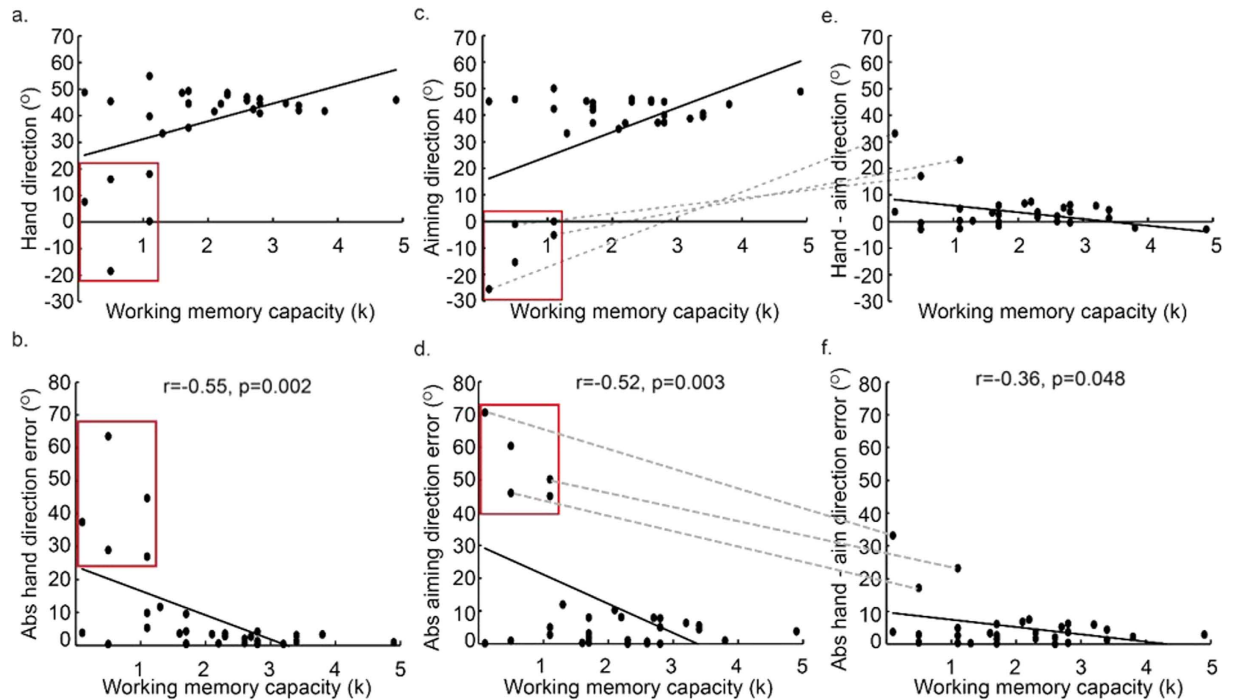 a.
70
60
50
40
30
20
10
0
-10
-20
-30
Hand direction (°)
1 2 3 4 5
Working memory capacity (k)
c.
70
60
50
40
30
20
10
0
-10
-20
-30
Aiming direction (°)
1 2 3 4 5
Working memory capacity (k)
e.
70
60
50
40
30
20
10
0
-10
-20
-30
Hand - aim direction (°)
1 2 3 4 5
Working memory capacity (k)
b.
r=-0.55, p=0.002
80
70
60
50
40
30
20
10
0
Abs hand direction error (°)
1 2 3 4 5
Working memory capacity (k)
d.
r=-0.52, p=0.003
80
70
60
50
40
30
20
10
0
Abs aiming direction error (°)
1 2 3 4 5
Working memory capacity (k)
f.
r=-0.36, p=0.048
80
70
60
50
40
30
20
10
0
Abs hand - aim direction error (°)
1 2 3 4 5
Working memory capacity (k)